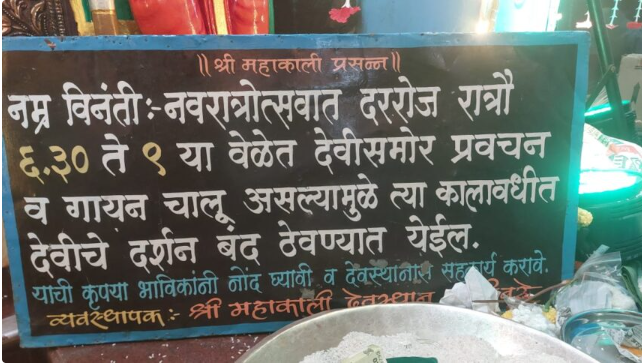 ॥ श्री महाकाली प्रसन्न ॥
नम्र विनंती:-नवरात्रोत्सवात दररोज रात्रौ
६.३० ते ९ या वेळेत देवीसमोर प्रवचन
व गायन चालू असल्यामुळे त्या कालावधीत
देवीचे दर्शन बंद ठेवण्यात येईल.
याची कृपया भाविकांनी नोंद घ्यावी व देवस्थानास सहकार्य करावे.
व्यवस्थापक:- श्री महाकाली देवस्थान